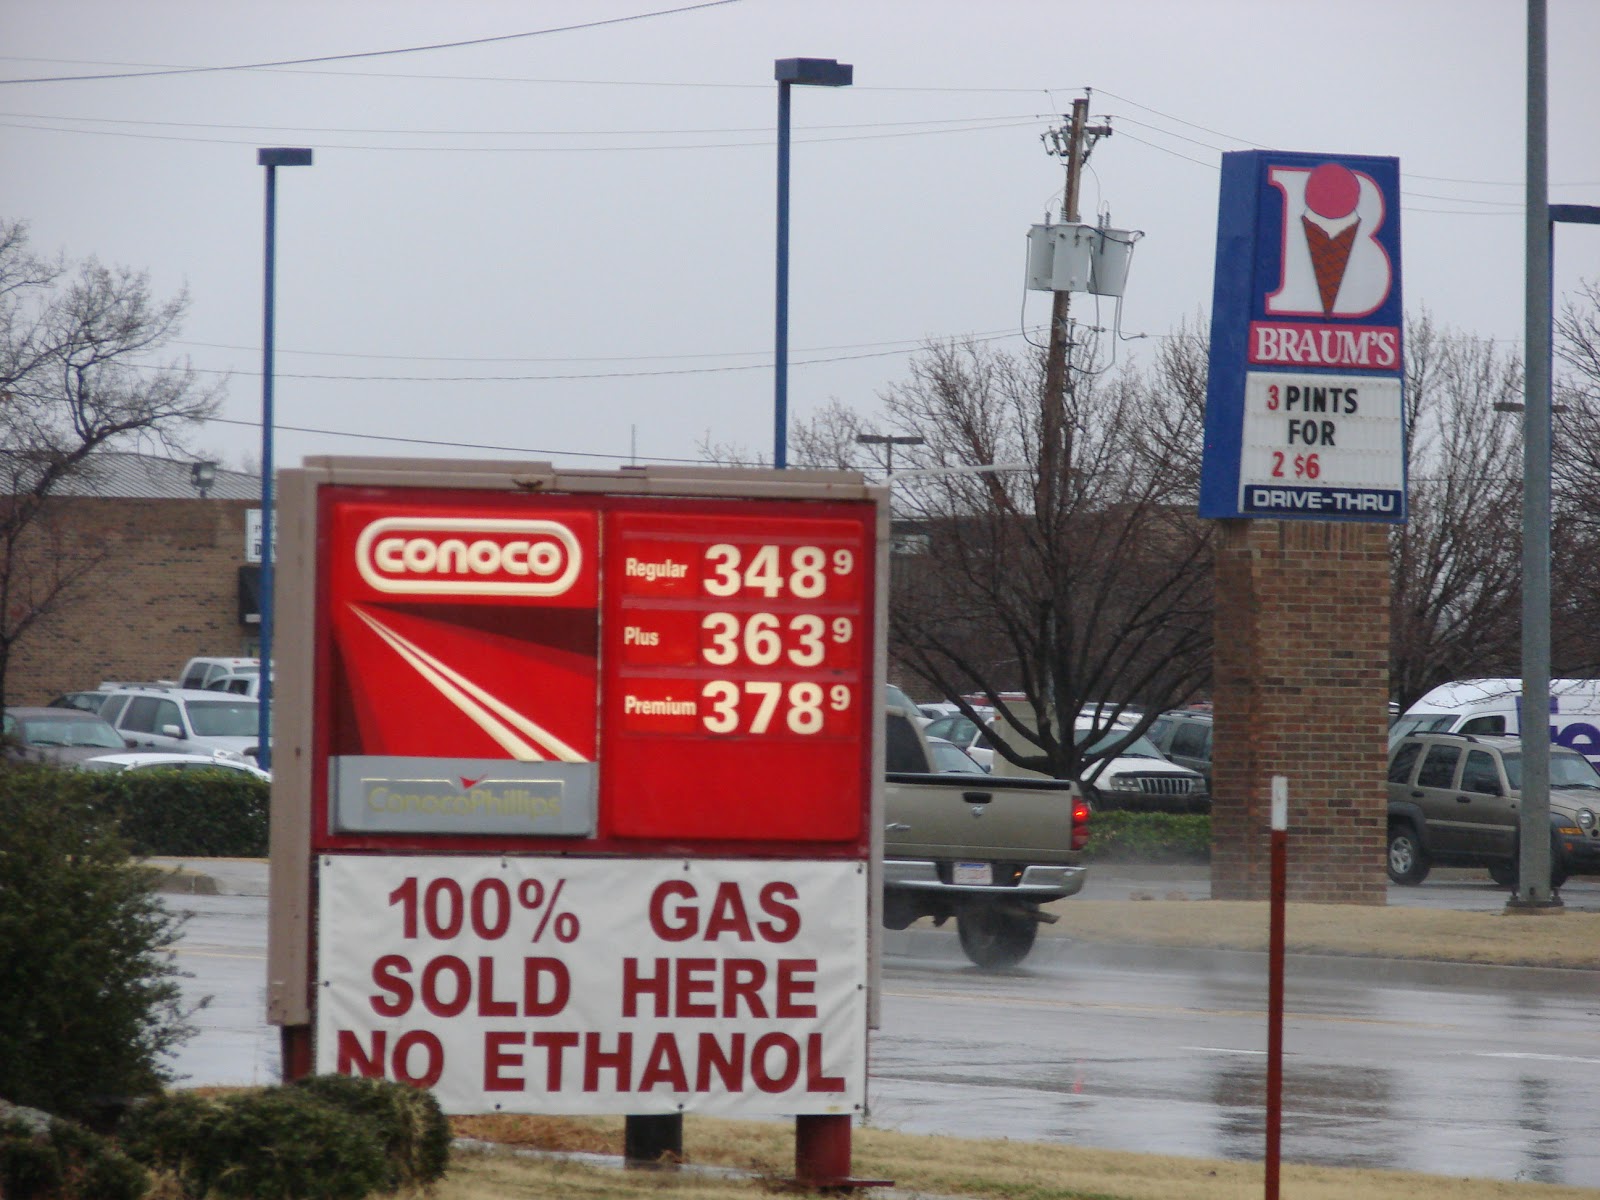 conoco
Regular 348 9
Plus 363 9
Premium 378 9
ConocoPhillips
100% GAS
SOLD HERE
NO ETHANOL
B
BRAUM'S
3 PINTS
FOR
2 $6
DRIVE-THRU
Fe